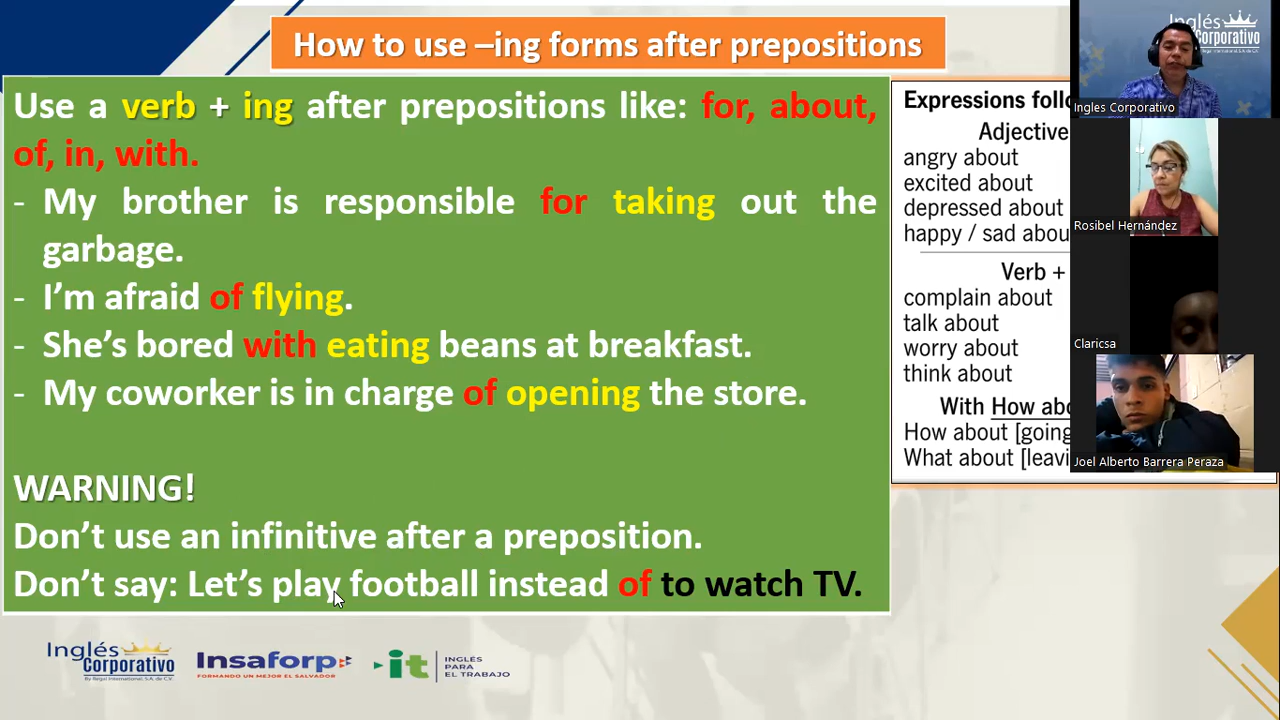 How to use –ing forms after prepositions
Use a verb + ing after prepositions like: for, about,
of, in, with.
- My brother is responsible for taking out the
garbage.
- I'm afraid of flying.
- She's bored with eating beans at breakfast.
- My coworker is in charge of opening the store.
WARNING!
Don't use an infinitive after a preposition.
Don't say: Let's play football instead of to watch TV.
Expressions
Adjective
angry about
excited about
depressed about
happy / sad
Verb +
complain about
talk about
worry about
think about
With How
How about [going
What about
Inglés
Corporativo
Ingles Corporativo
Rosibel Hernández
Claricsa
Joel Alberto Barrera Peraza
Inglés
Corporativo
By Regal International, S.A. de C.V.
Insaforp
FORMANDO UN MEJOR EL SALVADOR
it
INGLÉS
PARA
EL TRABAJO